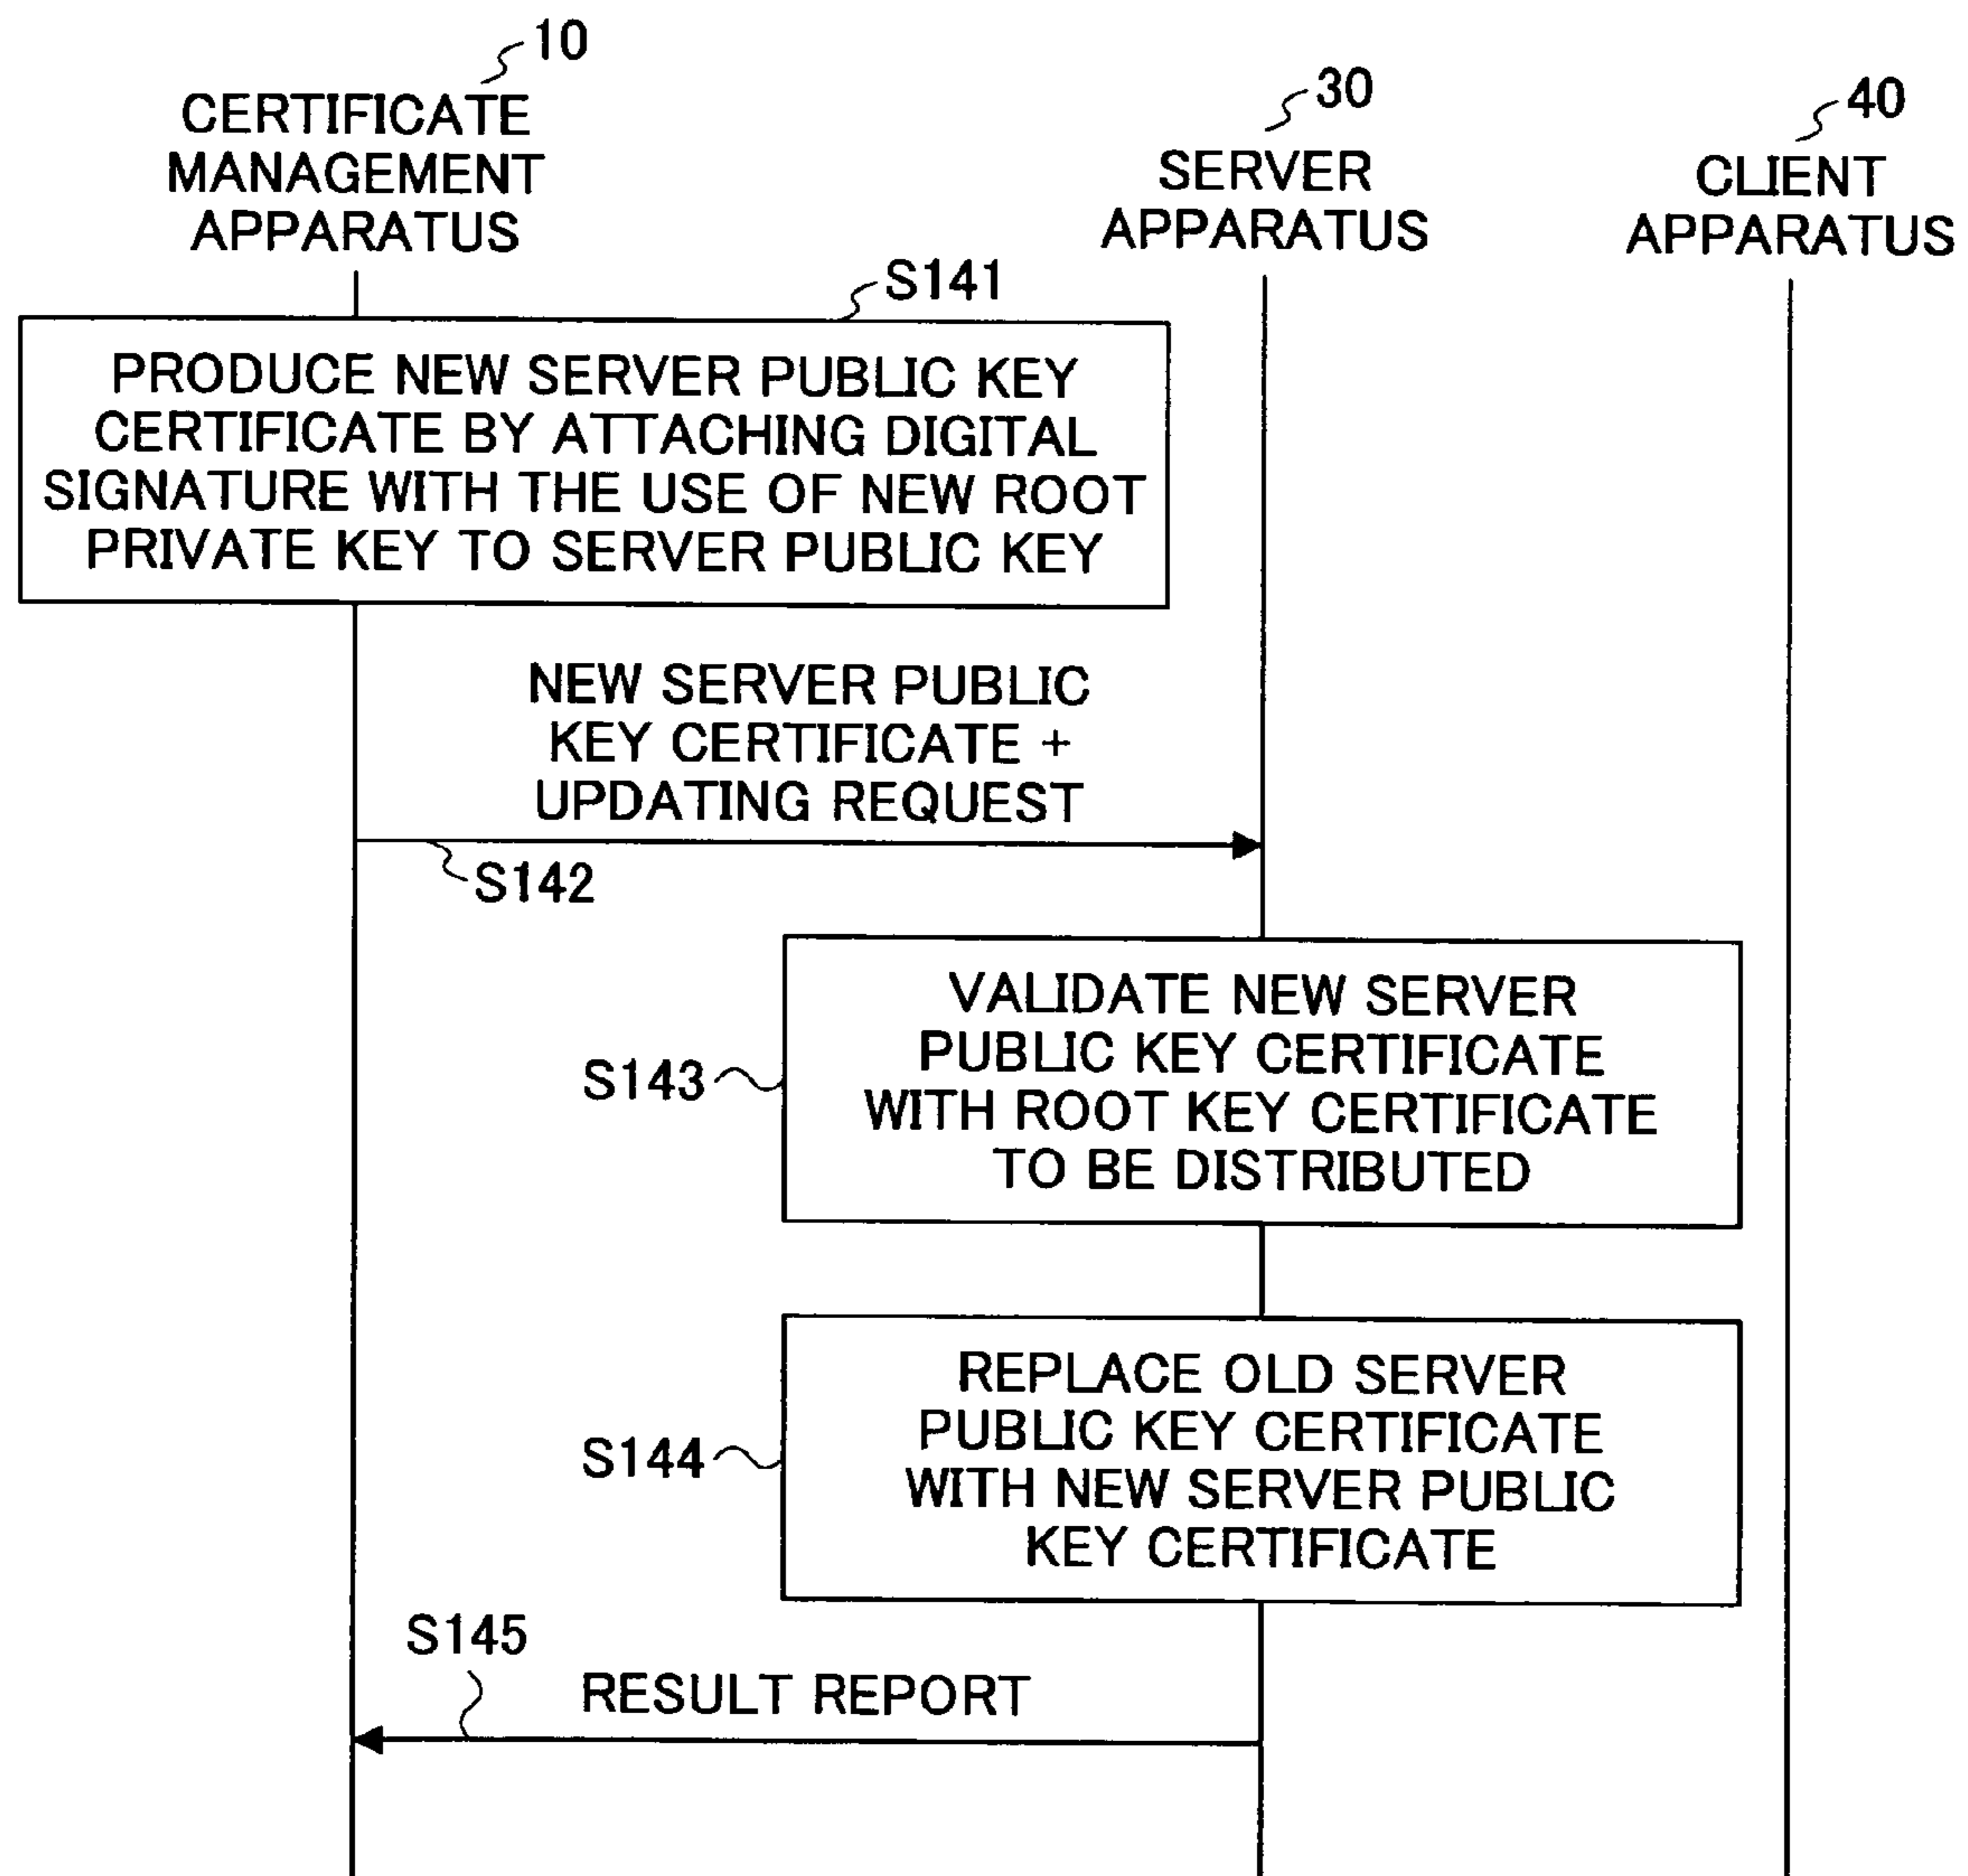 10
CERTIFICATE
MANAGEMENT
APPARATUS
30
SERVER
APPARATUS
40
CLIENT
APPARATUS
S141
PRODUCE NEW SERVER PUBLIC KEY
CERTIFICATE BY ATTACHING DIGITAL
SIGNATURE WITH THE USE OF NEW ROOT
PRIVATE KEY TO SERVER PUBLIC KEY
NEW SERVER PUBLIC
KEY CERTIFICATE +
UPDATING REQUEST
S142
S143
VALIDATE NEW SERVER
PUBLIC KEY CERTIFICATE
WITH ROOT KEY CERTIFICATE
TO BE DISTRIBUTED
S144
REPLACE OLD SERVER
PUBLIC KEY CERTIFICATE
WITH NEW SERVER PUBLIC
KEY CERTIFICATE
S145
RESULT REPORT